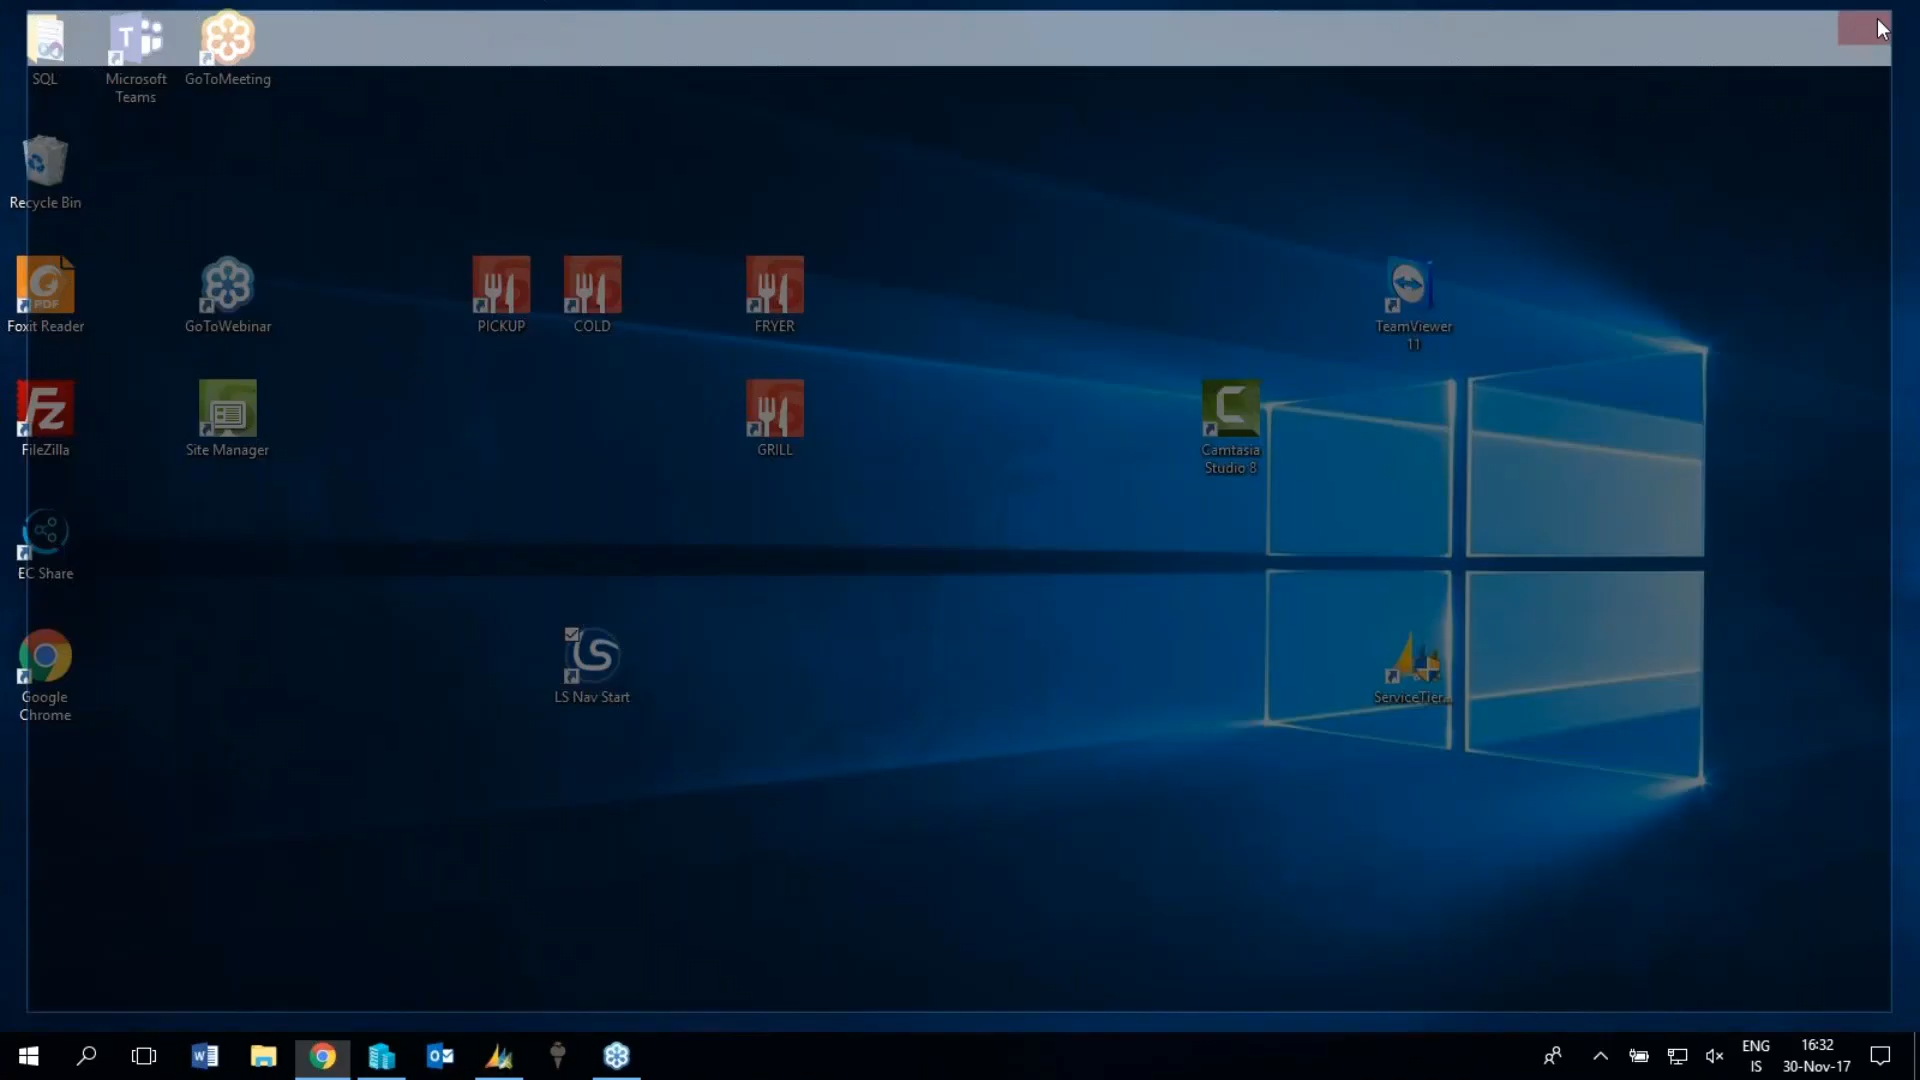 SQL
Microsoft
Teams
GoToMeeting
Recycle Bin
PDF
Foxit Reader
GoToWebinar
PICKUP
COLD
FRYER
TeamViewer
11
FileZilla
Site Manager
GRILL
Camtasia
Studio 8
EC Share
Google
Chrome
LS Nav Start
ServiceTier...
ENG
IS
16:32
30-Nov-17